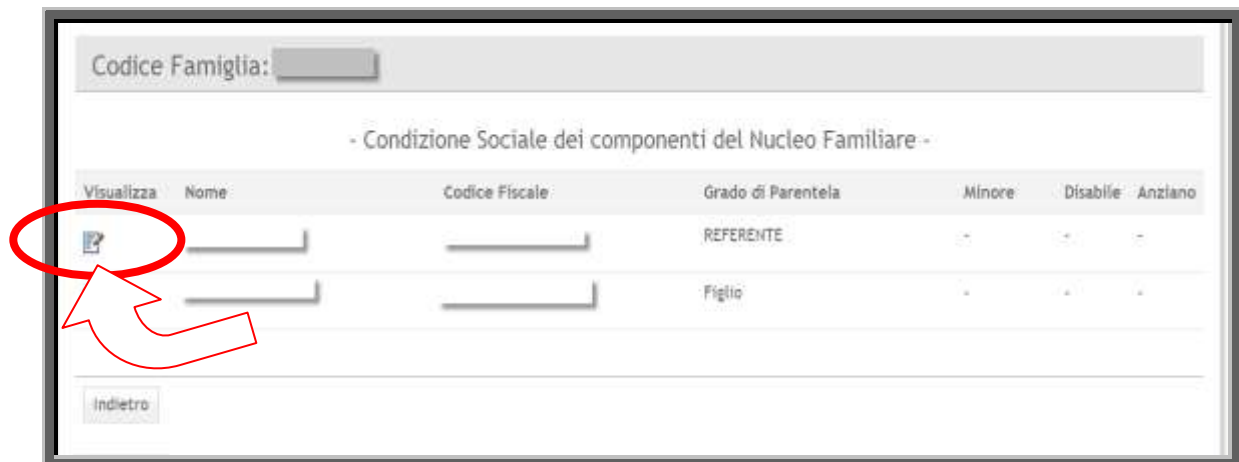 Codice Famiglia:
- Condizione Sociale dei componenti del Nucleo Familiare -
Visualizza Nome Codice Fiscale Grado di Parentela Minore Disabile Anziano
REFERENTE - - -
Figlio - - -
Indietro